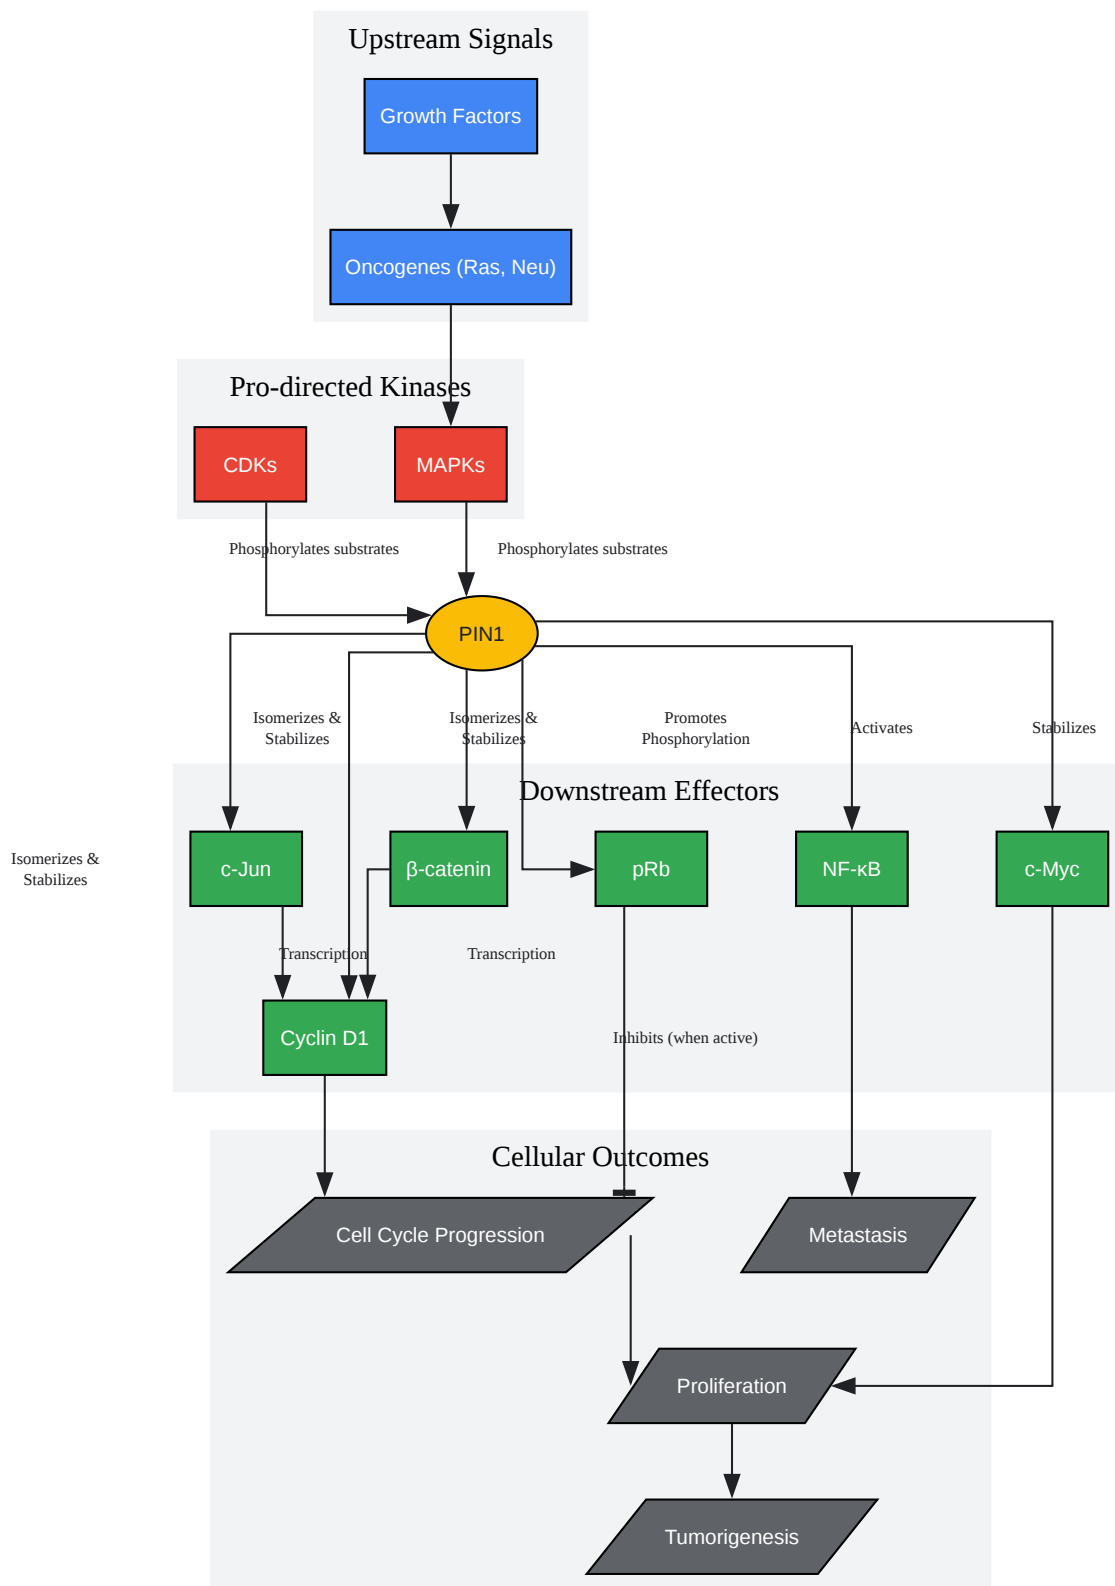 Upstream Signals
Growth Factors
Oncogenes (Ras, Neu)
Pro-directed Kinases
CDKs
MAPKs
Phosphorylates substrates
Phosphorylates substrates
PIN1
Isomerizes &
Stabilizes
Isomerizes &
Stabilizes
Promotes
Phosphorylation
Activates
Stabilizes
Downstream Effectors
Isomerizes &
Stabilizes
c-Jun
β-catenin
pRb
NF-κB
c-Myc
Transcription
Transcription
Cyclin D1
Inhibits (when active)
Cellular Outcomes
Cell Cycle Progression
Metastasis
Proliferation
Tumorigenesis